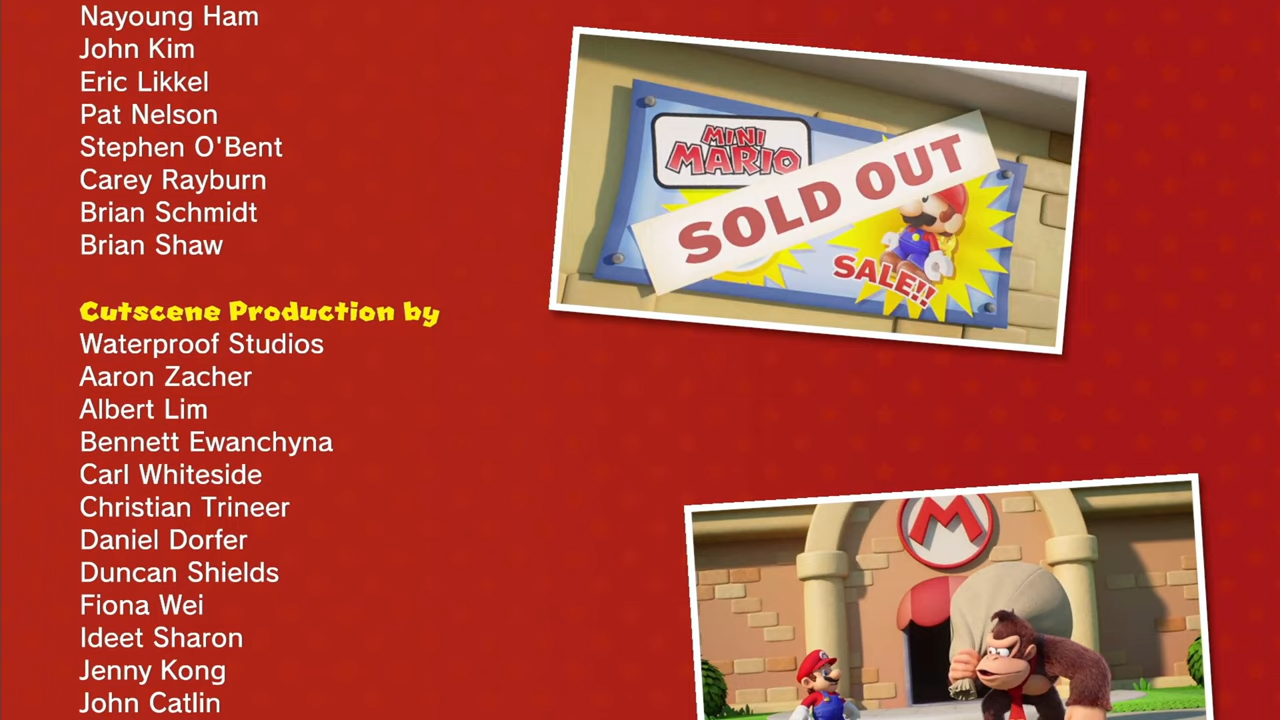 Nayoung Ham
John Kim
Eric Likkel
Pat Nelson
Stephen O'Bent
Carey Rayburn
Brian Schmidt
Brian Shaw
Cutscene Production by
Waterproof Studios
Aaron Zacher
Albert Lim
Bennett Ewanchyna
Carl Whiteside
Christian Trineer
Daniel Dorfer
Duncan Shields
Fiona Wei
Ideet Sharon
Jenny Kong
John Catlin
MINI
MARIO
SOLD OUT
SALE!!
M